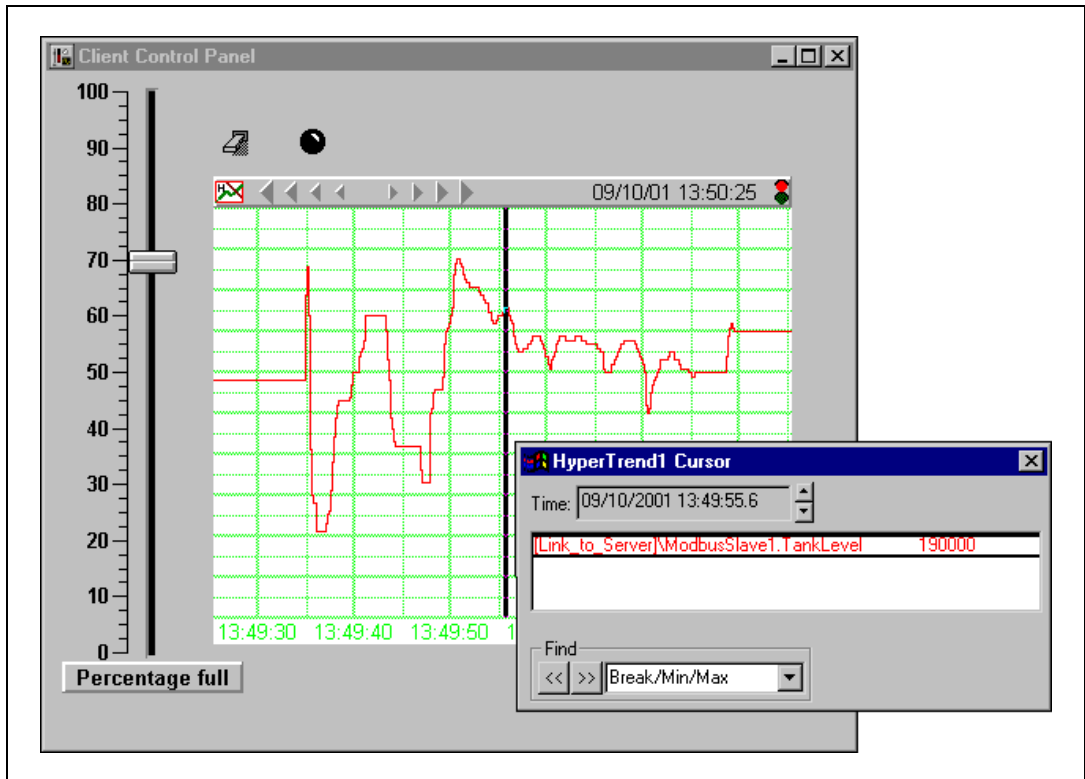 Client Control Panel
100
90
80
70
60
50
40
30
20
10
0
Percentage full
H
09/10/01 13:50:25
13:49:30 13:49:40 13:49:50 1
HyperTrend1 Cursor
Time: 09/10/2001 13:49:55.6
[Link_to_Server]\ModbusSlave1.TankLevel 190000
Find
<< >> Break/Min/Max